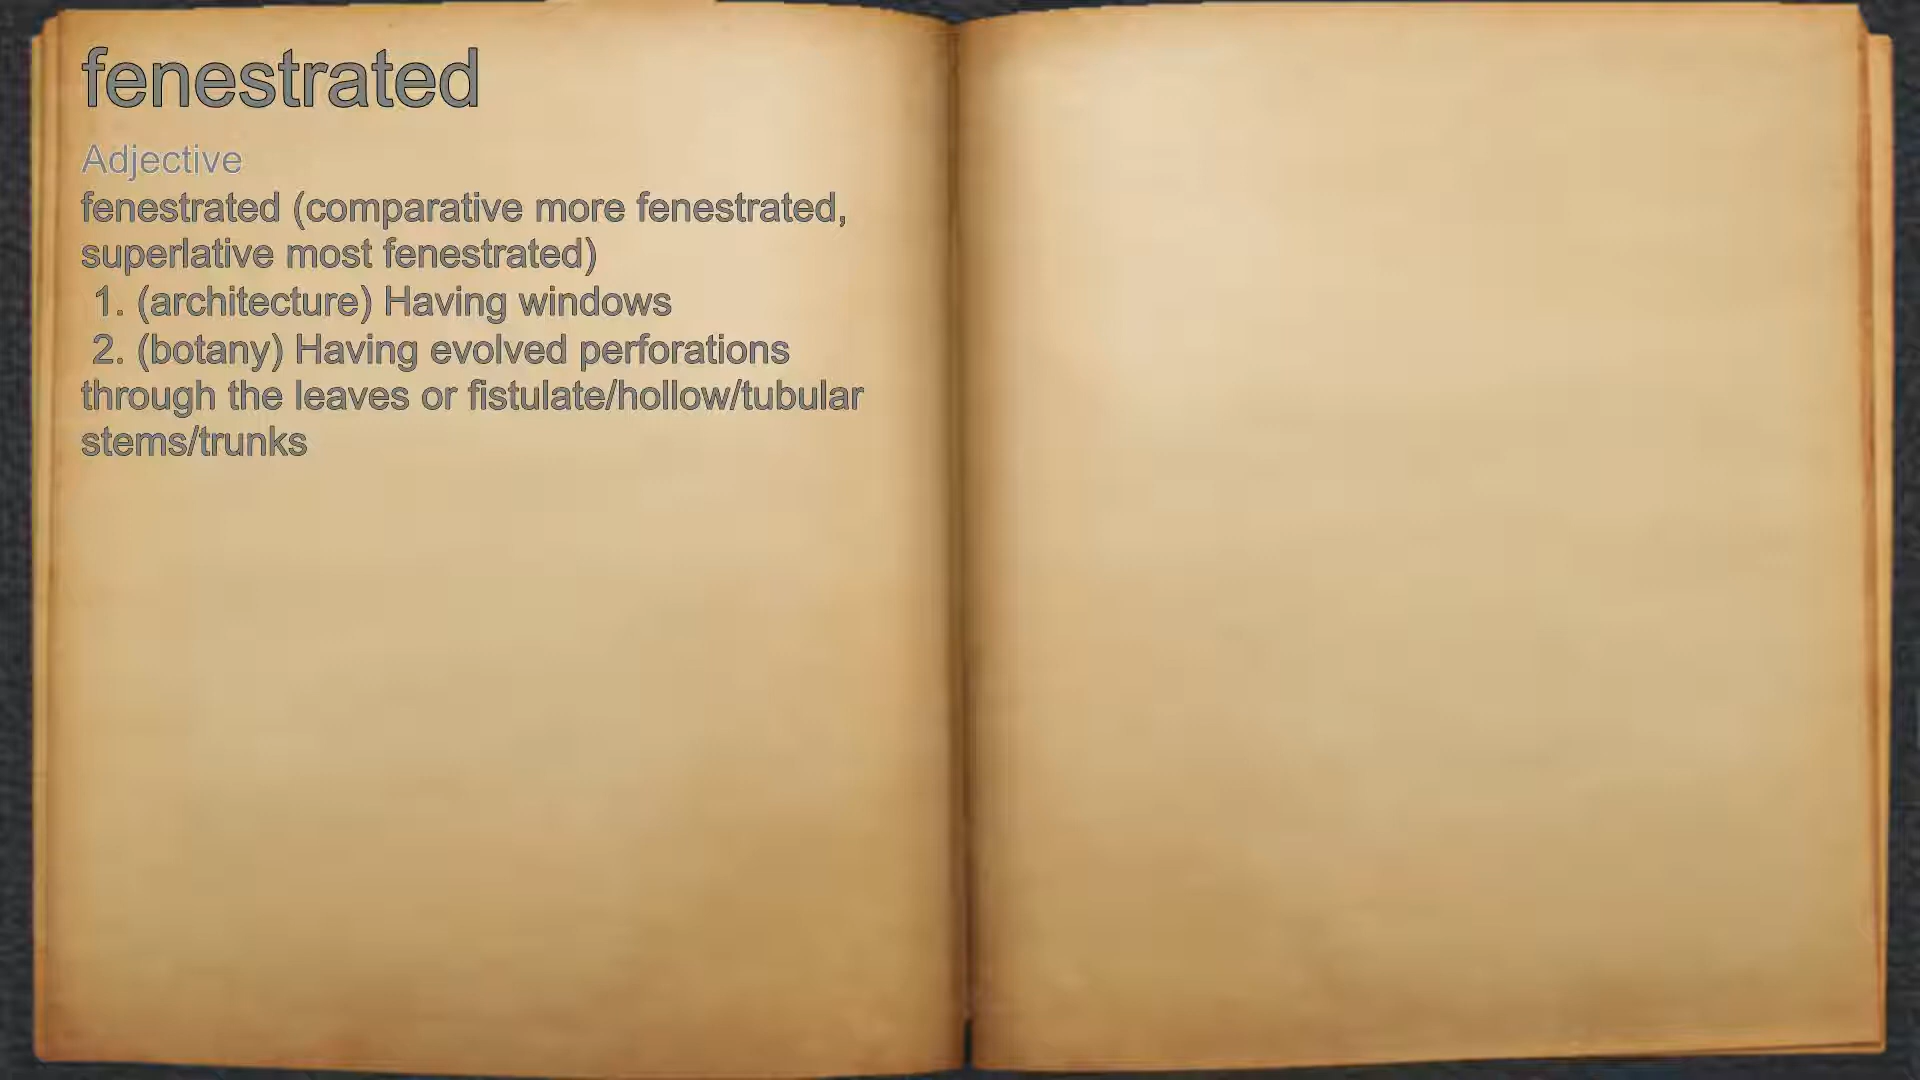 fenestrated
Adjective
fenestrated (comparative more fenestrated,
superlative most fenestrated)
1. (architecture) Having windows
2. (botany) Having evolved perforations
through the leaves or fistulate/hollow/tubular
stems/trunks